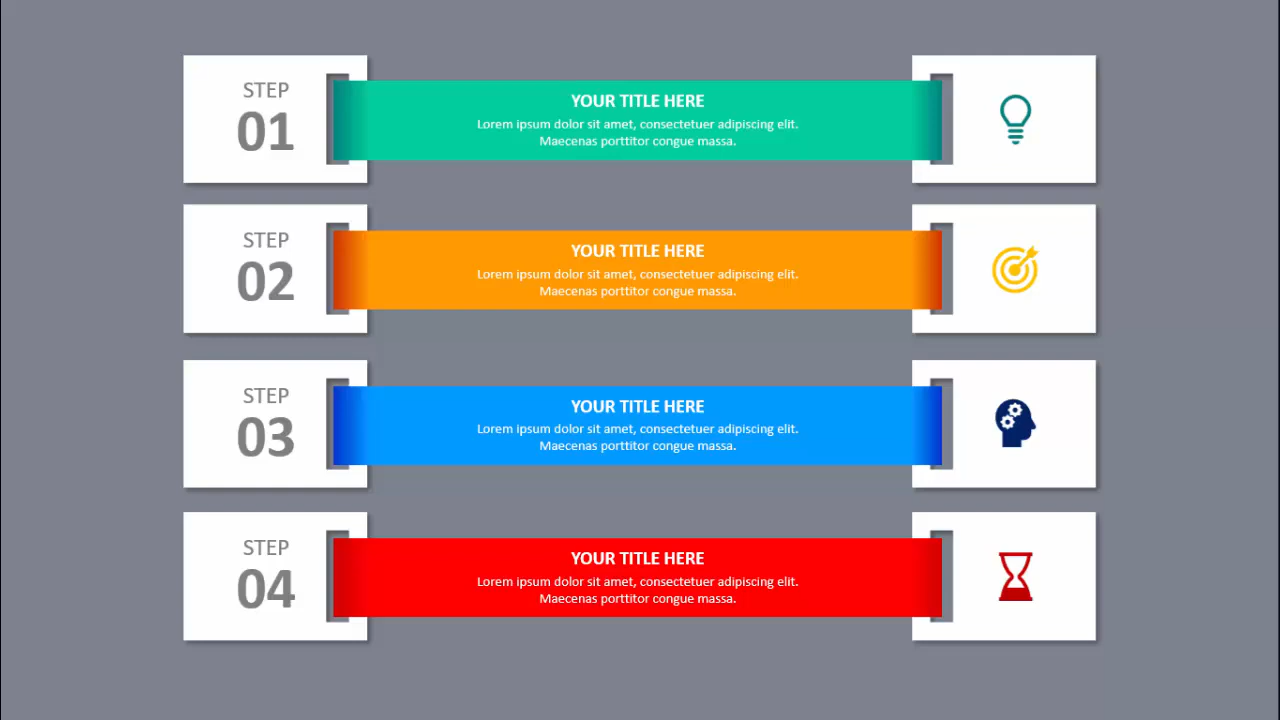 STEP
01
YOUR TITLE HERE
Lorem ipsum dolor sit amet, consectetuer adipiscing elit.
Maecenas porttitor congue massa.
STEP
02
YOUR TITLE HERE
Lorem ipsum dolor sit amet, consectetuer adipiscing elit.
Maecenas porttitor congue massa.
STEP
03
YOUR TITLE HERE
Lorem ipsum dolor sit amet, consectetuer adipiscing elit.
Maecenas porttitor congue massa.
STEP
04
YOUR TITLE HERE
Lorem ipsum dolor sit amet, consectetuer adipiscing elit.
Maecenas porttitor congue massa.